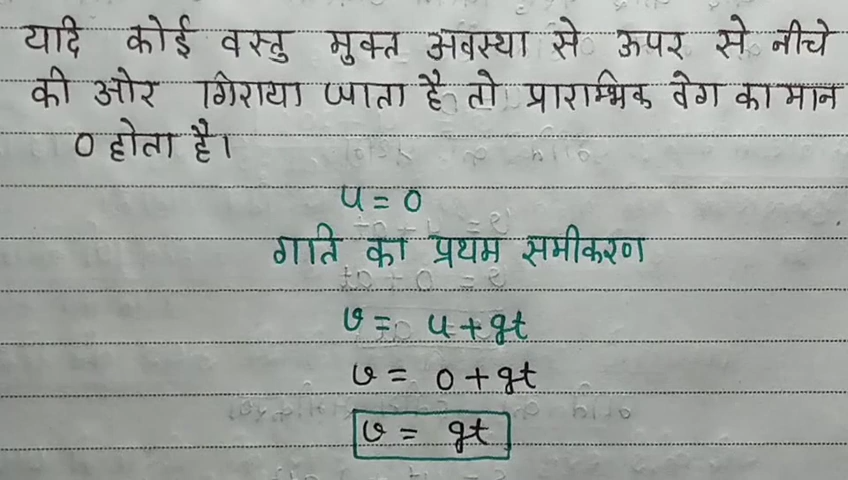 यदि कोई वस्तु मुक्त अवस्था से ऊपर से नीचे
की ओर गिराया जाता है तो प्रारम्भिक वेग का मान
0 होता है।
u = 0
गति का प्रथम समीकरण
v = u + gt
v = 0 + gt
v = gt